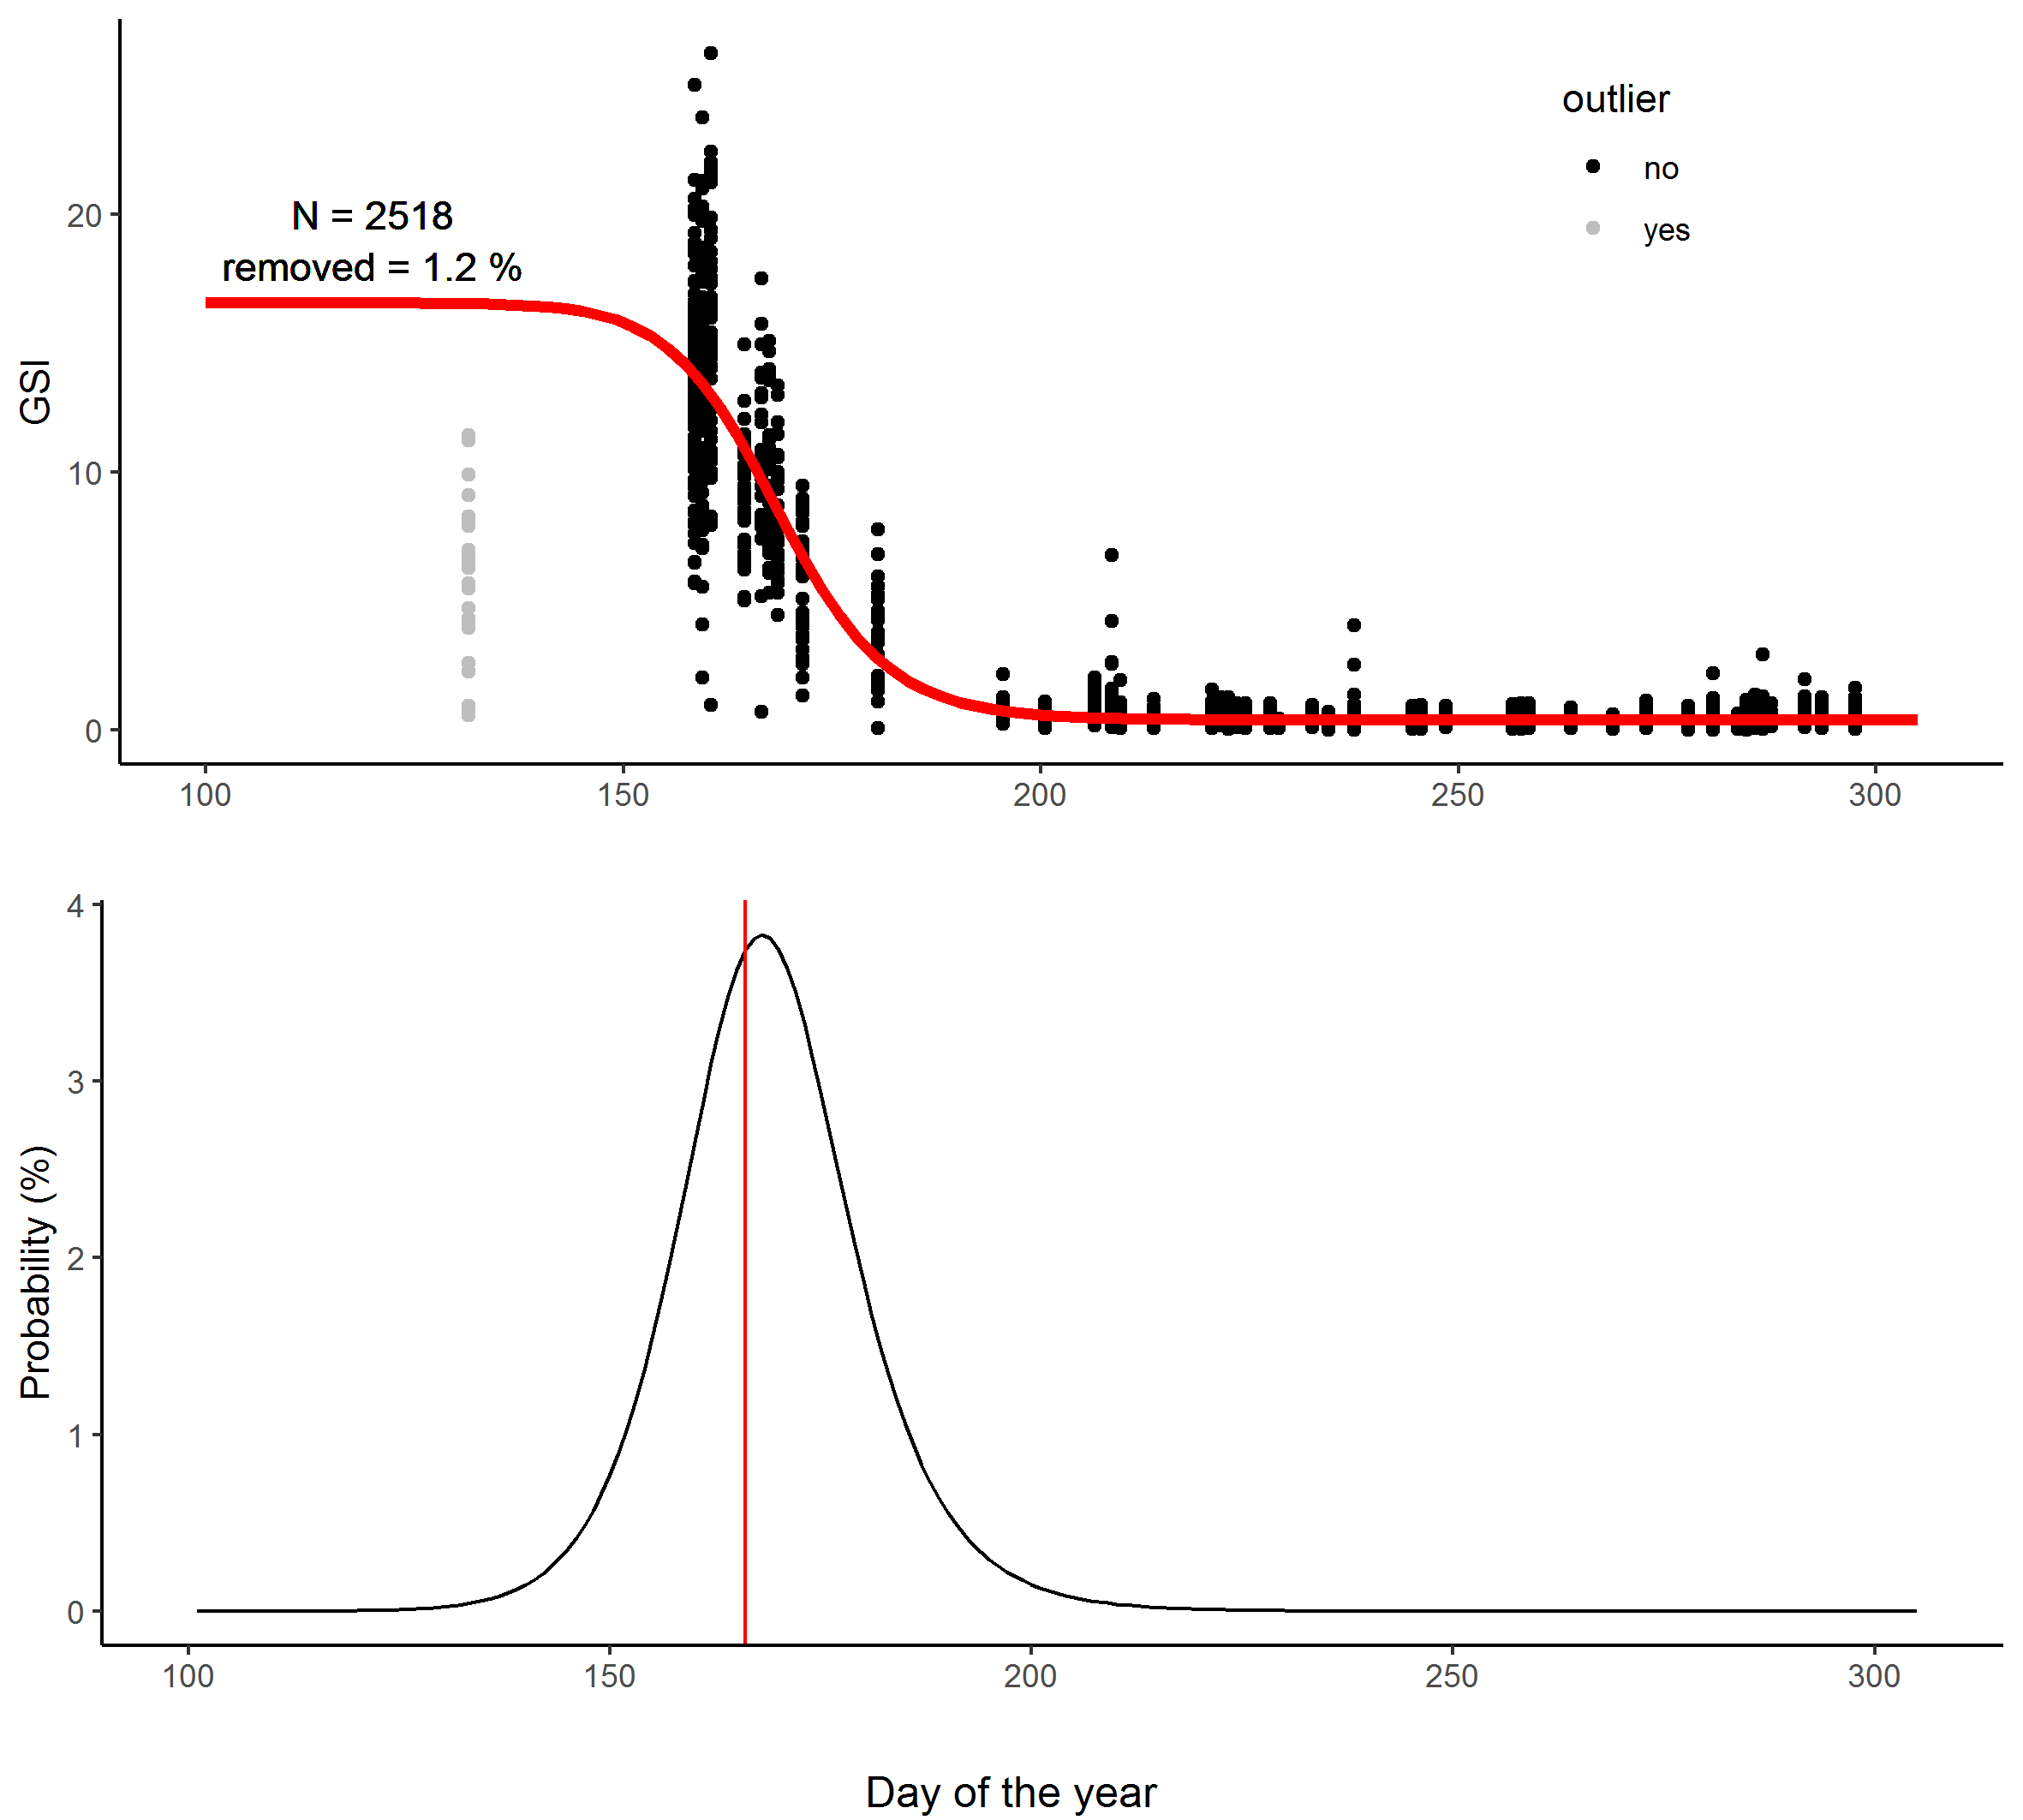 outlier
no
yes
N = 2518
removed = 1.2 %
GSI
20
10
0
100 150 200 250 300
Probability (%)
4
3
2
1
0
100 150 200 250 300
Day of the year